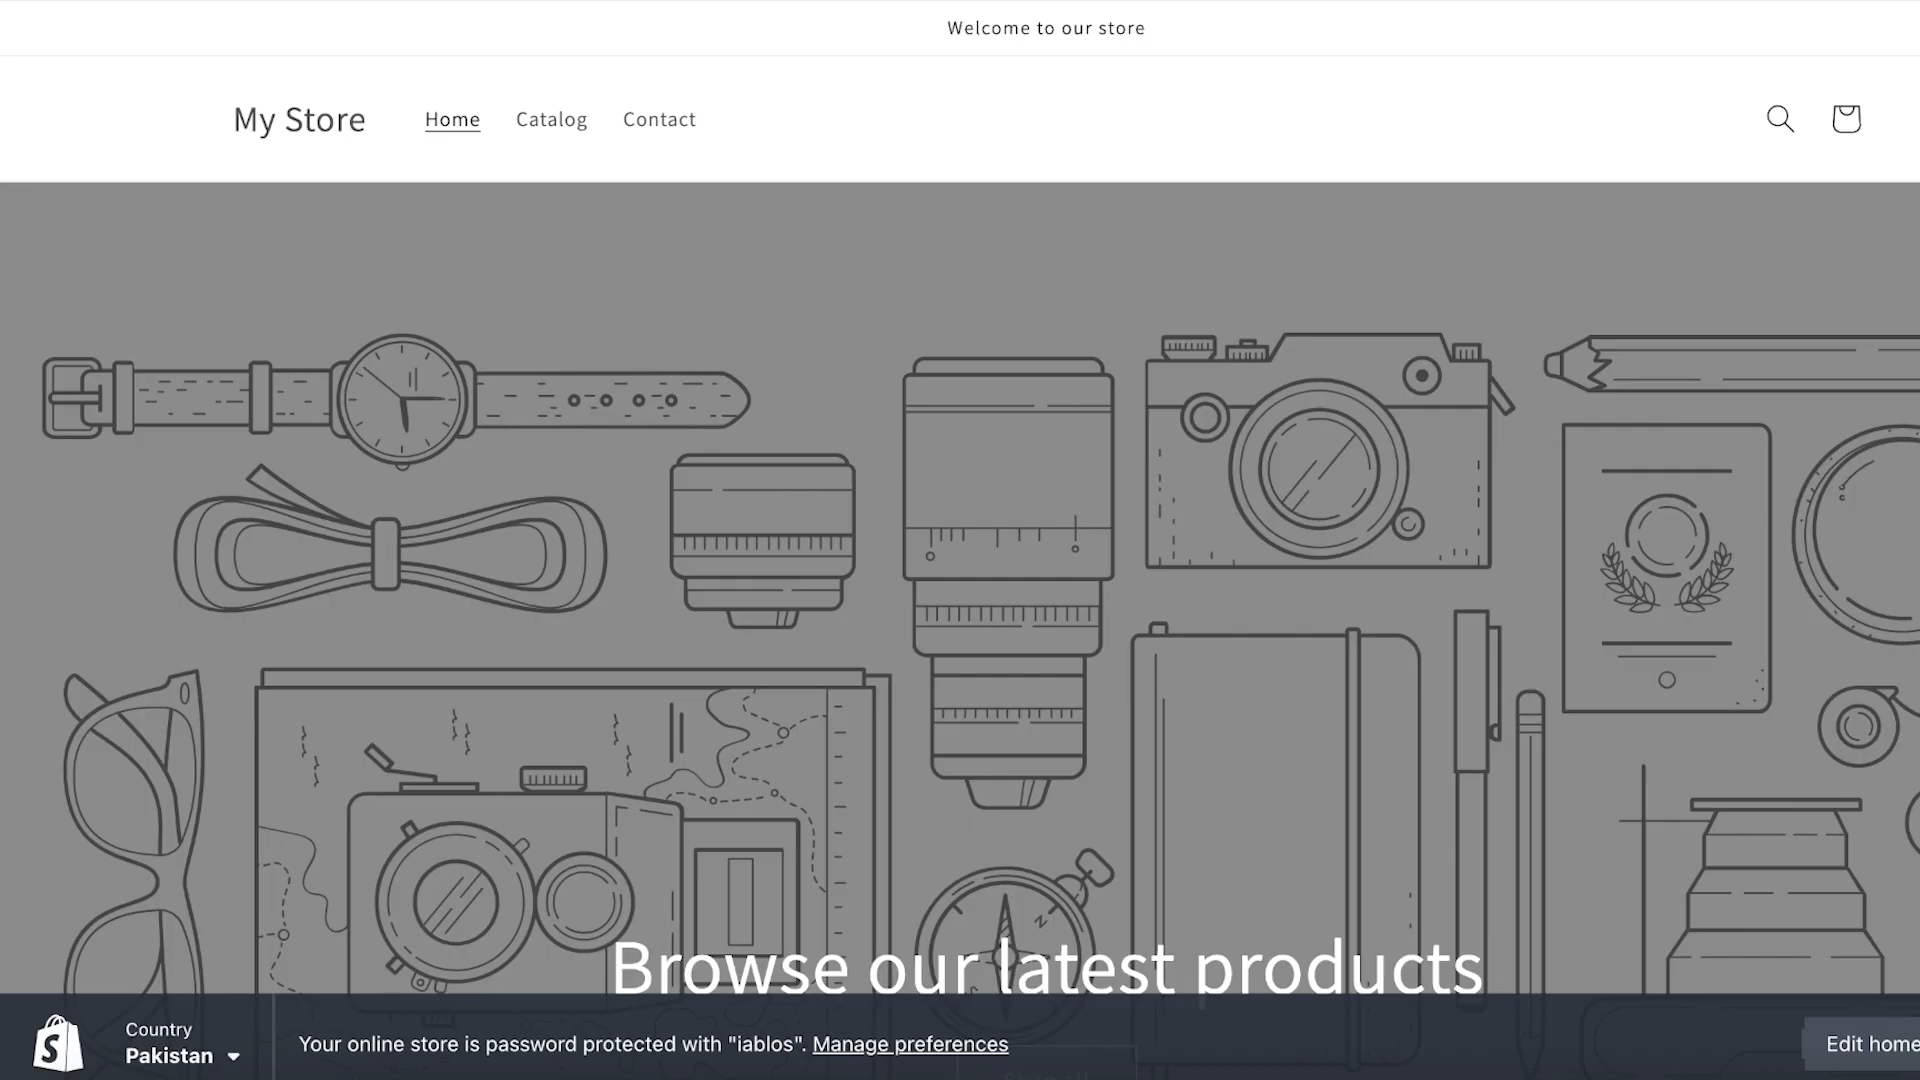 Welcome to our store
My Store
Home Catalog Contact
Browse our latest products
Country
Pakistan
Your online store is password protected with "iablos". Manage preferences
Edit home